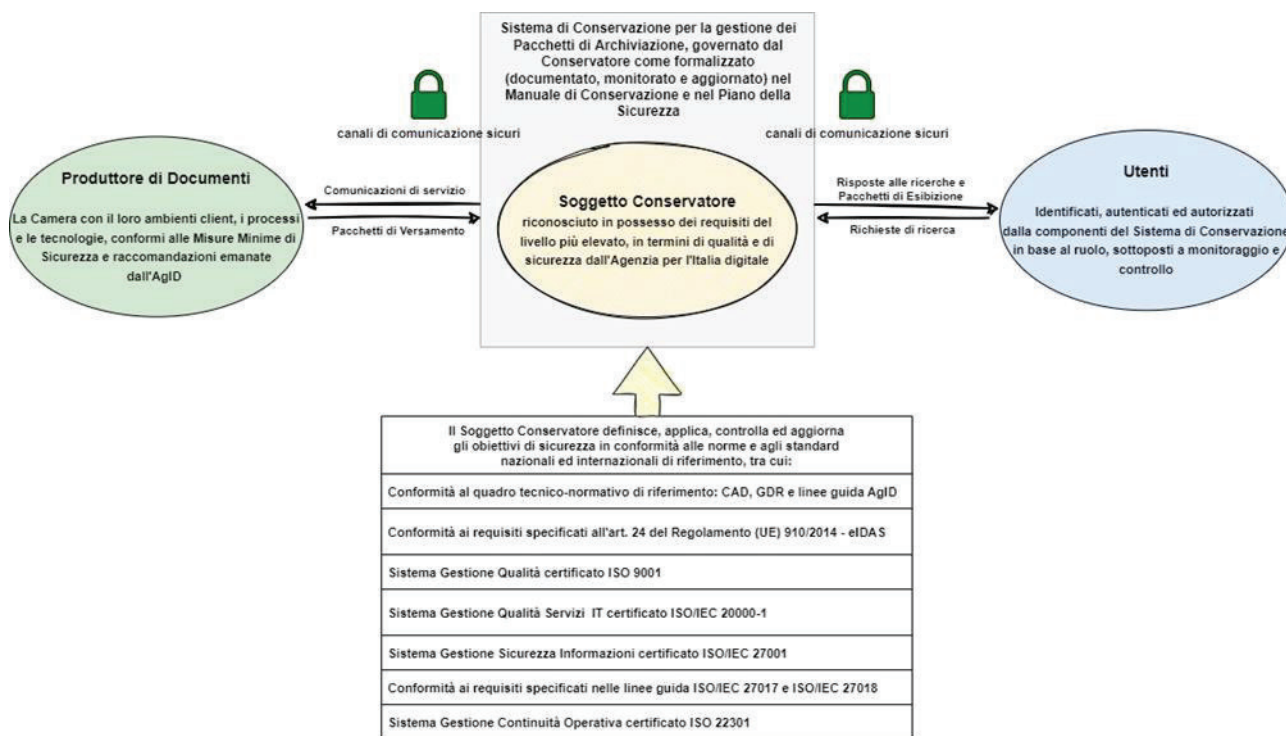 Sistema di Conservazione per la gestione dei
Pacchetti di Archiviazione, governato dal
Conservatore come formalizzato
(documentato, monitorato e aggiornato) nel
Manuale di Conservazione e nel Piano della
Sicurezza
canali di comunicazione sicuri
canali di comunicazione sicuri
Produttore di Documenti
La Camera con il loro ambienti client, i processi
e le tecnologie, conformi alle Misure Minime di
Sicurezza e raccomandazioni emanate
dall'AgID
Comunicazioni di servizio
Pacchetti di Versamento
Soggetto Conservatore
riconosciuto in possesso dei requisiti del
livello più elevato, in termini di qualità e di
sicurezza dall'Agenzia per l'Italia digitale
Risposte alle ricerche e
Pacchetti di Esibizione
Richieste di ricerca
Utenti
Identificati, autenticati ed autorizzati
dalla componenti del Sistema di Conservazione
in base al ruolo, sottoposti a monitoraggio e
controllo
Il Soggetto Conservatore definisce, applica, controlla ed aggiorna
gli obiettivi di sicurezza in conformità alle norme e agli standard
nazionali ed internazionali di riferimento, tra cui:
Conformità al quadro tecnico-normativo di riferimento: CAD, GDR e linee guida AgID
Conformità ai requisiti specificati all'art. 24 del Regolamento (UE) 910/2014 - eIDAS
Sistema Gestione Qualità certificato ISO 9001
Sistema Gestione Qualità Servizi IT certificato ISO/IEC 20000-1
Sistema Gestione Sicurezza Informazioni certificato ISO/IEC 27001
Conformità ai requisiti specificati nelle linee guida ISO/IEC 27017 e ISO/IEC 27018
Sistema Gestione Continuità Operativa certificato ISO 22301